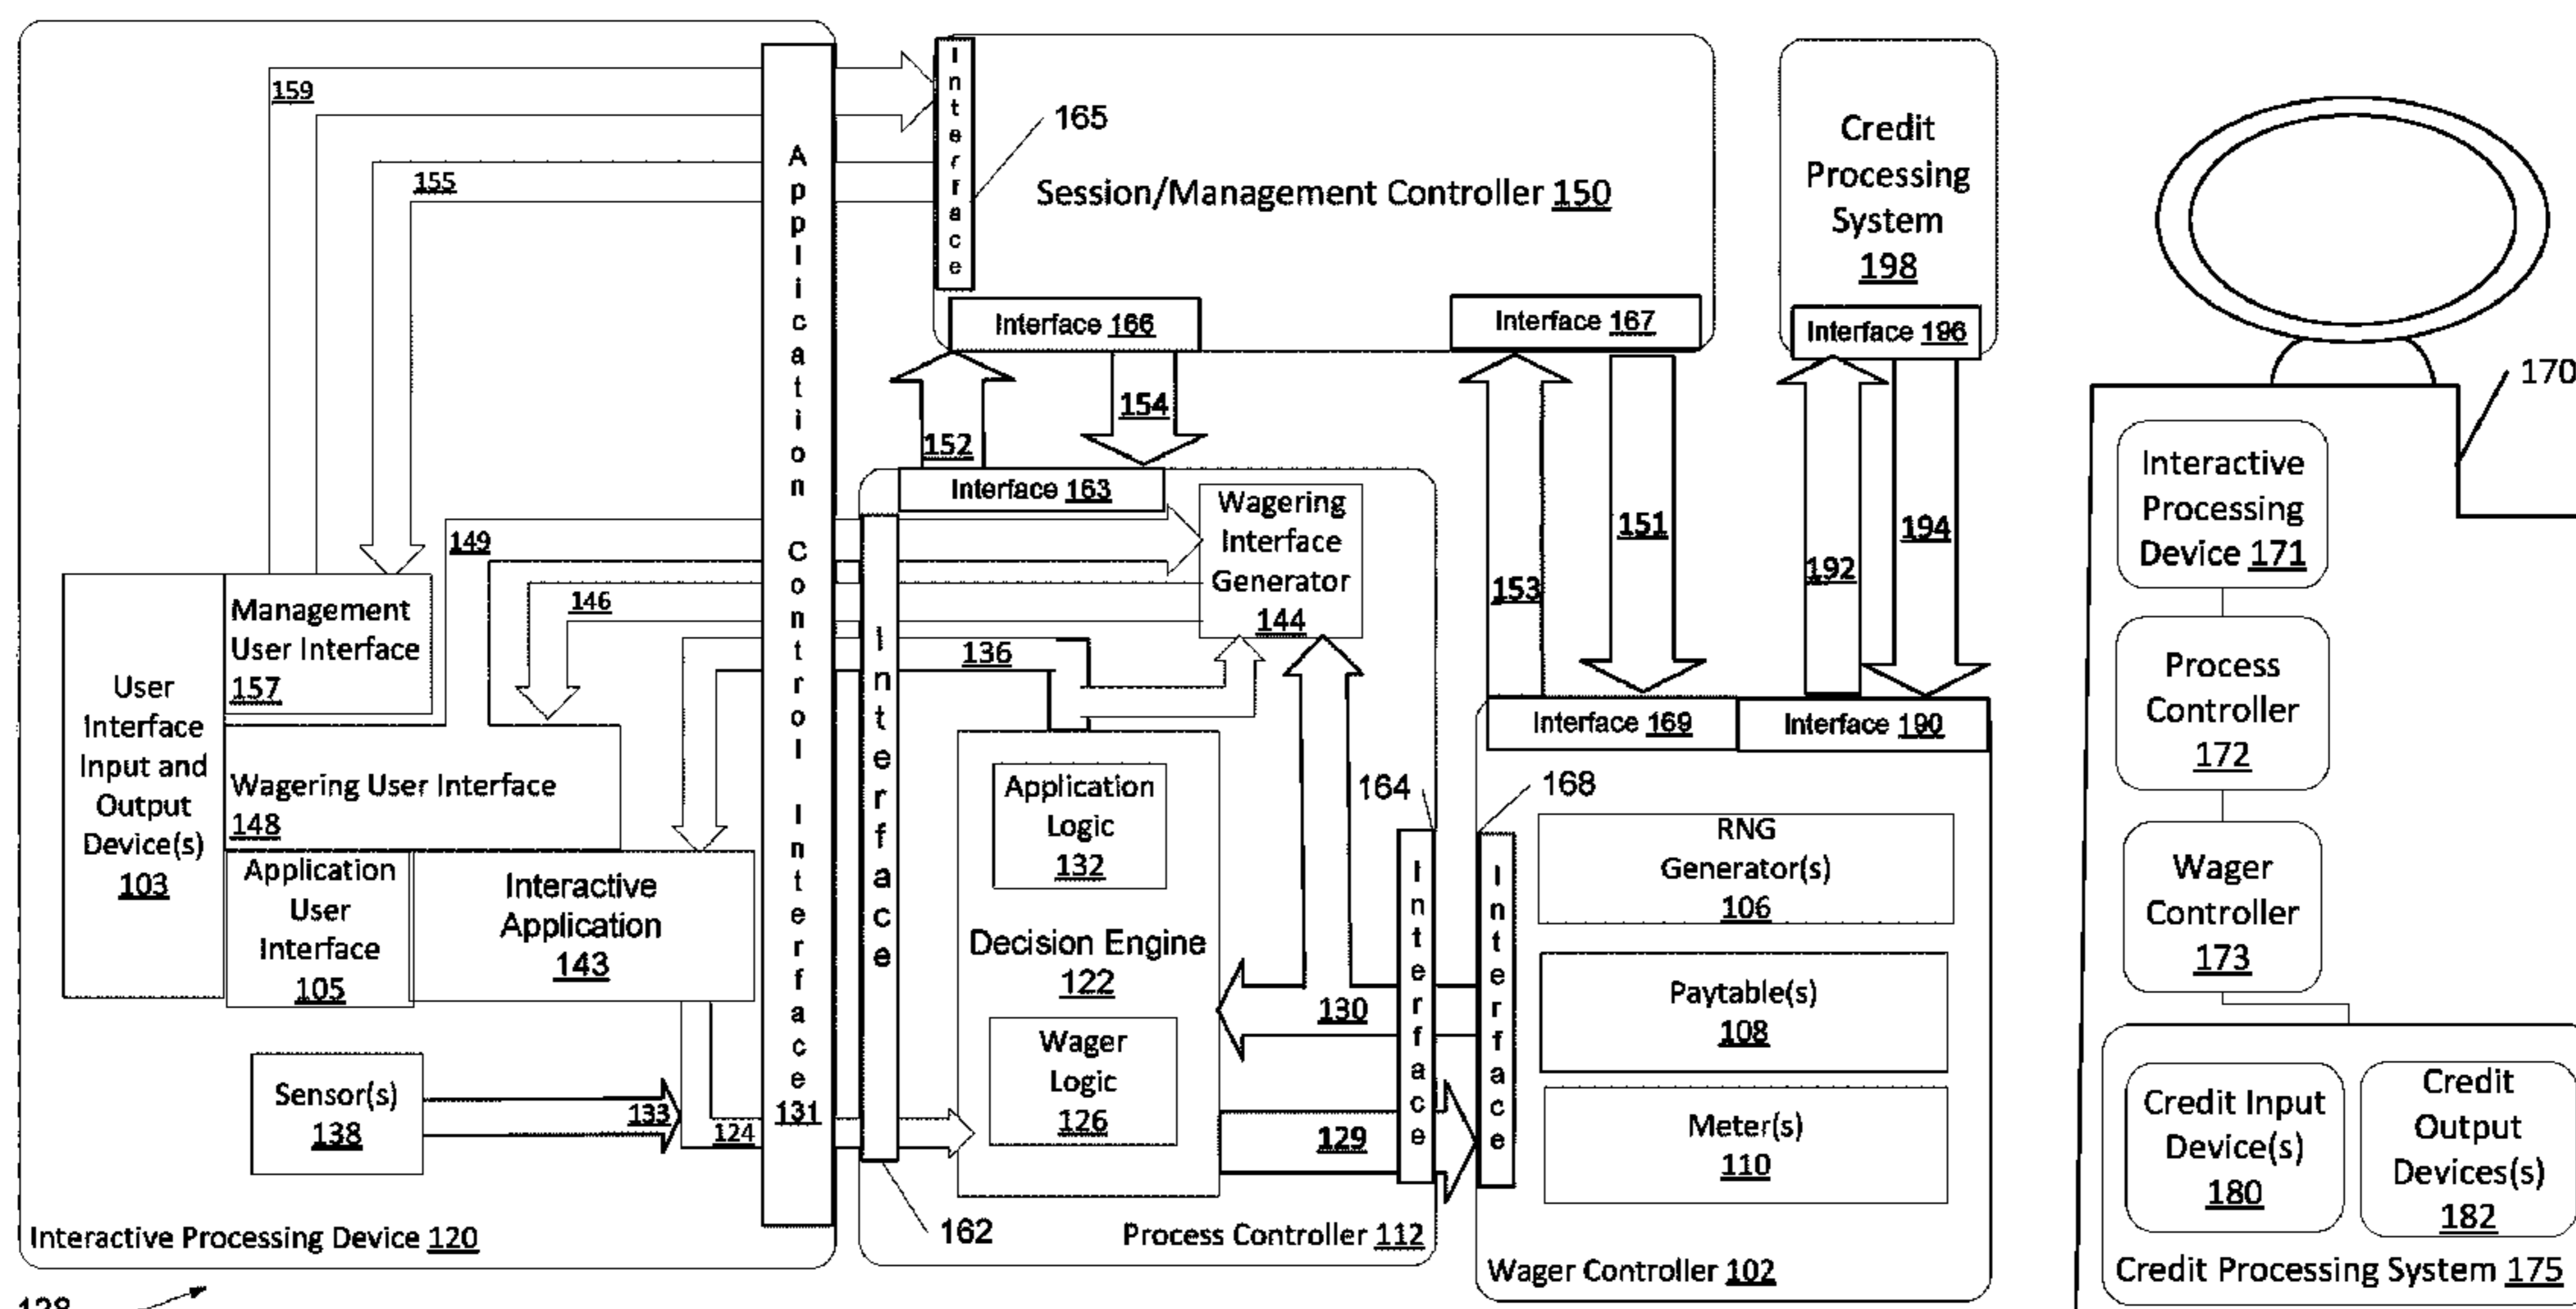 159
155
Application Control Interface
131
Interface
165
Session/Management Controller 150
Interface 166
Interface 167
Credit
Processing
System
198
Interface 196
170
152
154
153
151
192
194
Interface 163
Wagering
Interface
Generator
144
149
146
136
Management
User Interface
157
User
Interface
Input and
Output
Device(s)
103
Wagering User Interface
148
Application
User
Interface
105
Interactive
Application
143
Sensor(s)
138
133
124
Interactive Processing Device 120
Interface
162
Application
Logic
132
Decision Engine
122
Wager
Logic
126
130
129
Process Controller 112
164
Interface
168
Interface
Interface 169
Interface 190
RNG
Generator(s)
106
Paytable(s)
108
Meter(s)
110
Wager Controller 102
Interactive
Processing
Device 171
Process
Controller
172
Wager
Controller
173
Credit Input
Device(s)
180
Credit
Output
Devices(s)
182
Credit Processing System 175